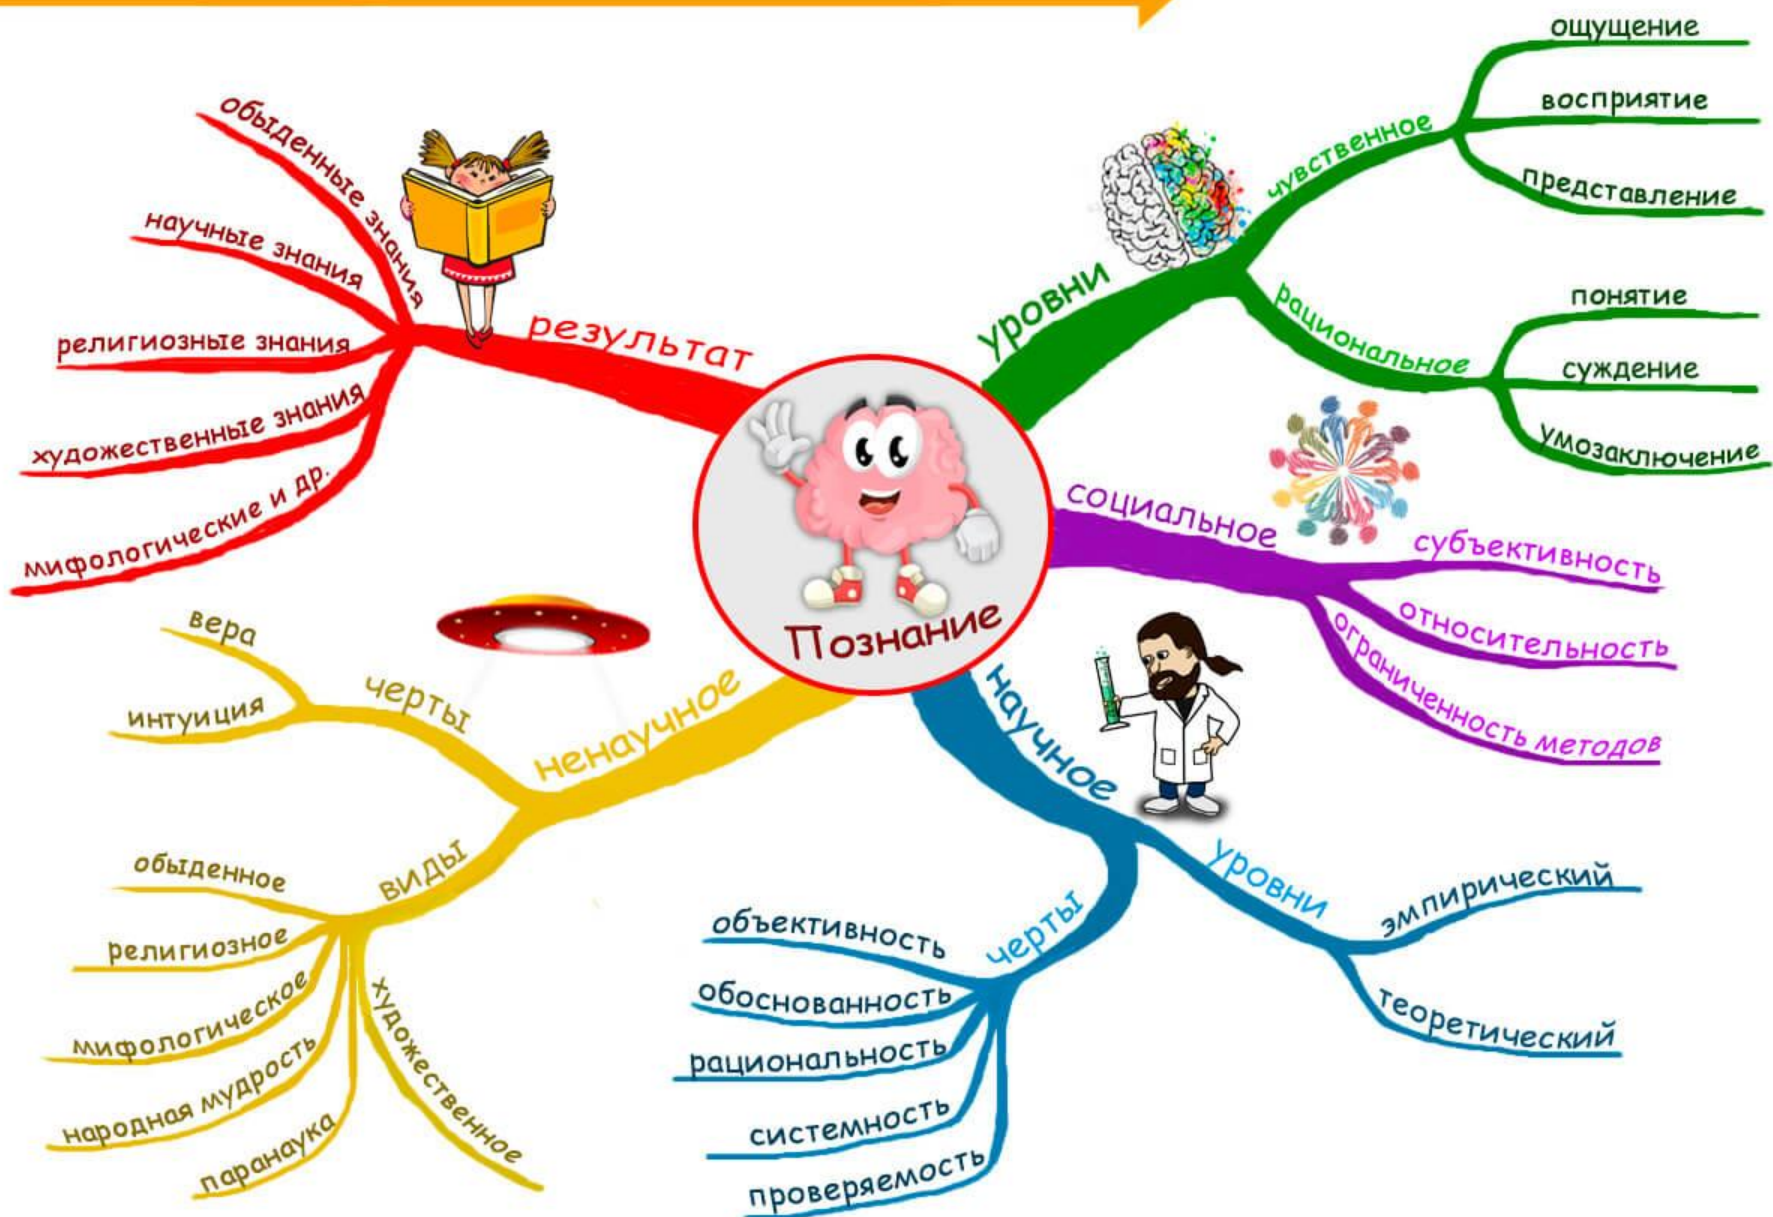 Познание
уровни
чувственное
ощущение
восприятие
представление
рациональное
понятие
суждение
умозаключение
социальное
субъективность
относительность
ограниченность методов
научное
уровни
эмпирический
теоретический
черты
объективность
обоснованность
рациональность
системность
проверяемость
ненаучное
черты
вера
интуиция
виды
обыденное
религиозное
мифологическое
народная мудрость
паранаука
художественное
результат
обыденные знания
научные знания
религиозные знания
художественные знания
мифологические и др.